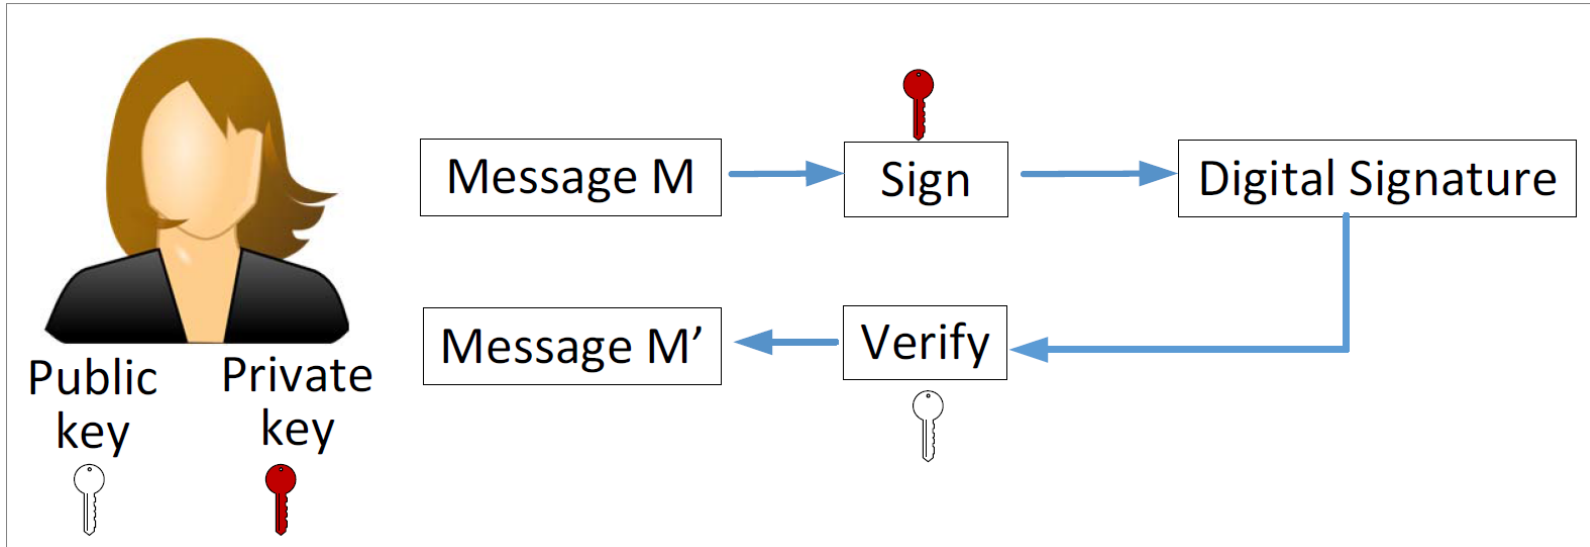 Message M
Sign
Digital Signature
Message M’
Verify
Public
key
Private
key